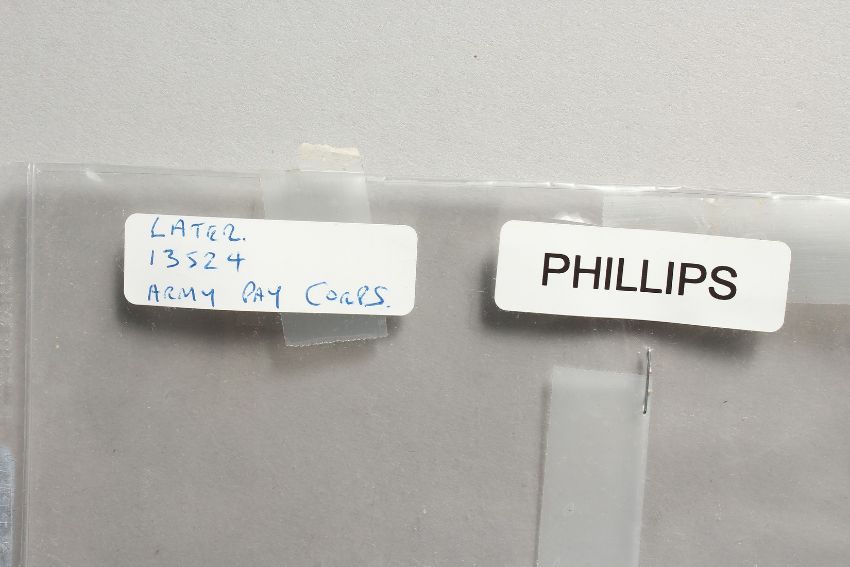 LATER.
13524
ARMY PAY CORPS.
PHILLIPS